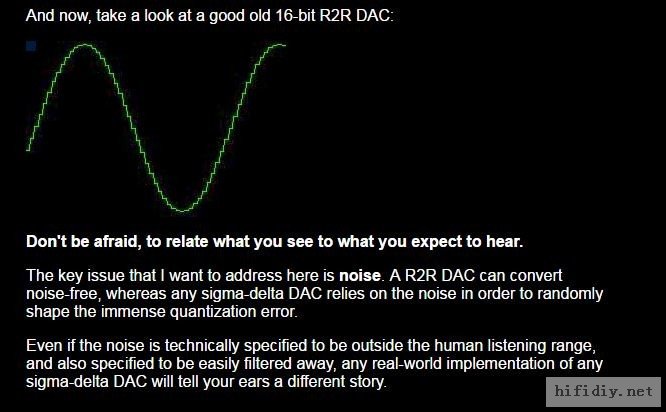 And now, take a look at a good old 16-bit R2R DAC:
Don't be afraid, to relate what you see to what you expect to hear.
The key issue that I want to address here is noise. A R2R DAC can convert
noise-free, whereas any sigma-delta DAC relies on the noise in order to randomly
shape the immense quantization error.
Even if the noise is technically specified to be outside the human listening range,
and also specified to be easily filtered away, any real-world implementation of any
sigma-delta DAC will tell your ears a different story.
hifidiy.net